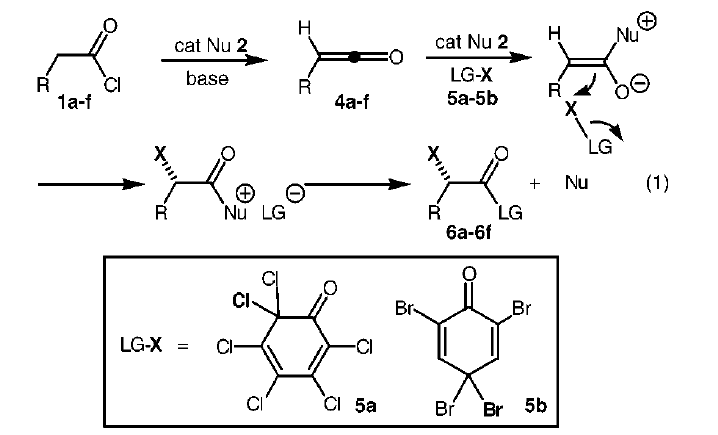 O
cat Nu 2
H
cat Nu 2
H
Nu⊕
R
Cl
base
R
O
LG-X
R
O⊖
1a-f
4a-f
5a-5b
X
LG
X
O
X
O
R
Nu⊕
LG⊖
R
LG
+ Nu (1)
6a-6f
Cl
O
O
Cl
Br
Br
LG-X =
Cl
Cl
Cl
Cl
5a
Br
Br
5b